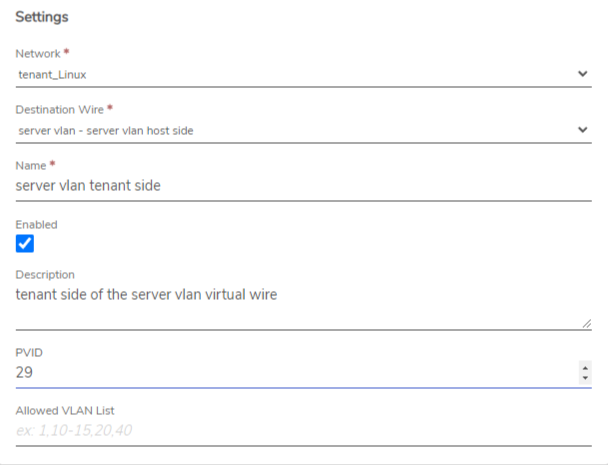 Settings
Network *
tenant_Linux
Destination Wire *
server vlan - server vlan host side
Name *
server vlan tenant side
Enabled
Description
tenant side of the server vlan virtual wire
PVID
29
Allowed VLAN List
ex: 1,10-15,20,40